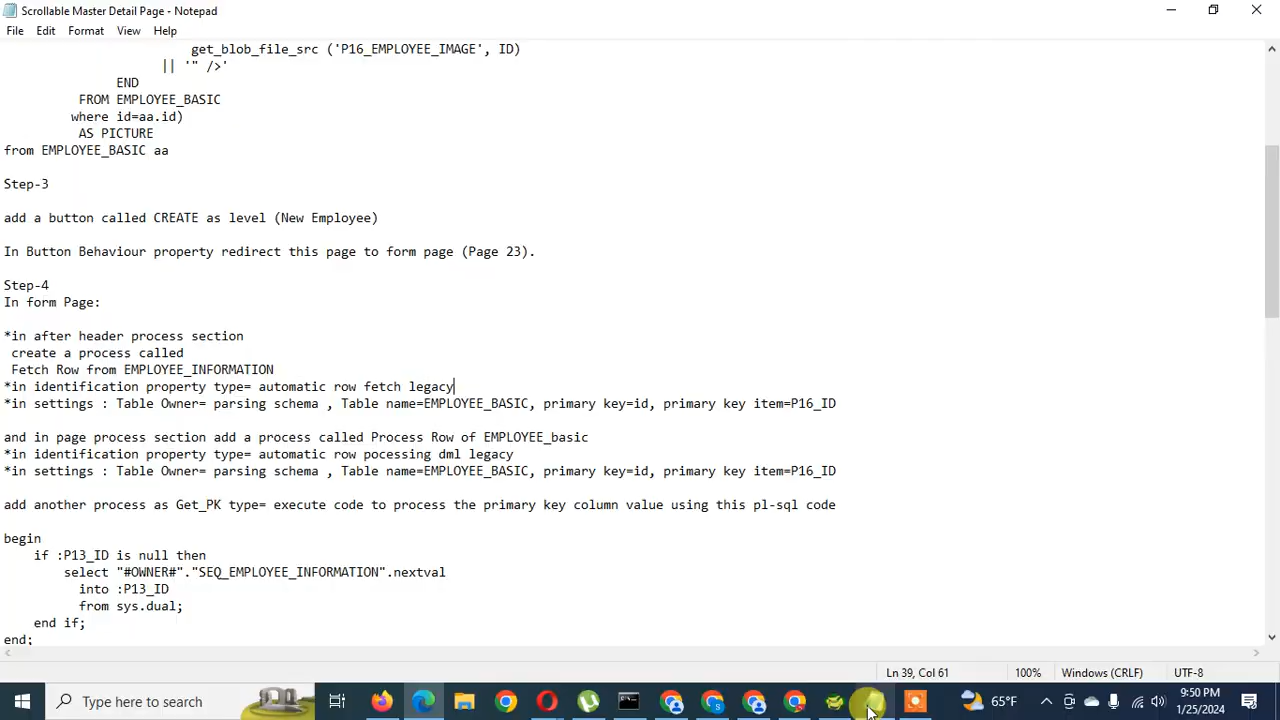 Scrollable Master Detail Page - Notepad
File Edit Format View Help
get_blob_file_src ('P16_EMPLOYEE_IMAGE', ID)
|| '" />'
END
FROM EMPLOYEE_BASIC
where id=aa.id)
AS PICTURE
from EMPLOYEE_BASIC aa
Step-3
add a button called CREATE as level (New Employee)
In Button Behaviour property redirect this page to form page (Page 23).
Step-4
In form Page:
*in after header process section
create a process called
Fetch Row from EMPLOYEE_INFORMATION
*in identification property type= automatic row fetch legacy
*in settings : Table Owner= parsing schema , Table name=EMPLOYEE_BASIC, primary key=id, primary key item=P16_ID
and in page process section add a process called Process Row of EMPLOYEE_basic
*in identification property type= automatic row pocessing dml legacy
*in settings : Table Owner= parsing schema , Table name=EMPLOYEE_BASIC, primary key=id, primary key item=P16_ID
add another process as Get_PK type= execute code to process the primary key column value using this pl-sql code
begin
if :P13_ID is null then
select "#OWNER#"."SEQ_EMPLOYEE_INFORMATION".nextval
into :P13_ID
from sys.dual;
end if;
end;
Ln 39, Col 61 100% Windows (CRLF) UTF-8
Type here to search
65°F
9:50 PM
1/25/2024